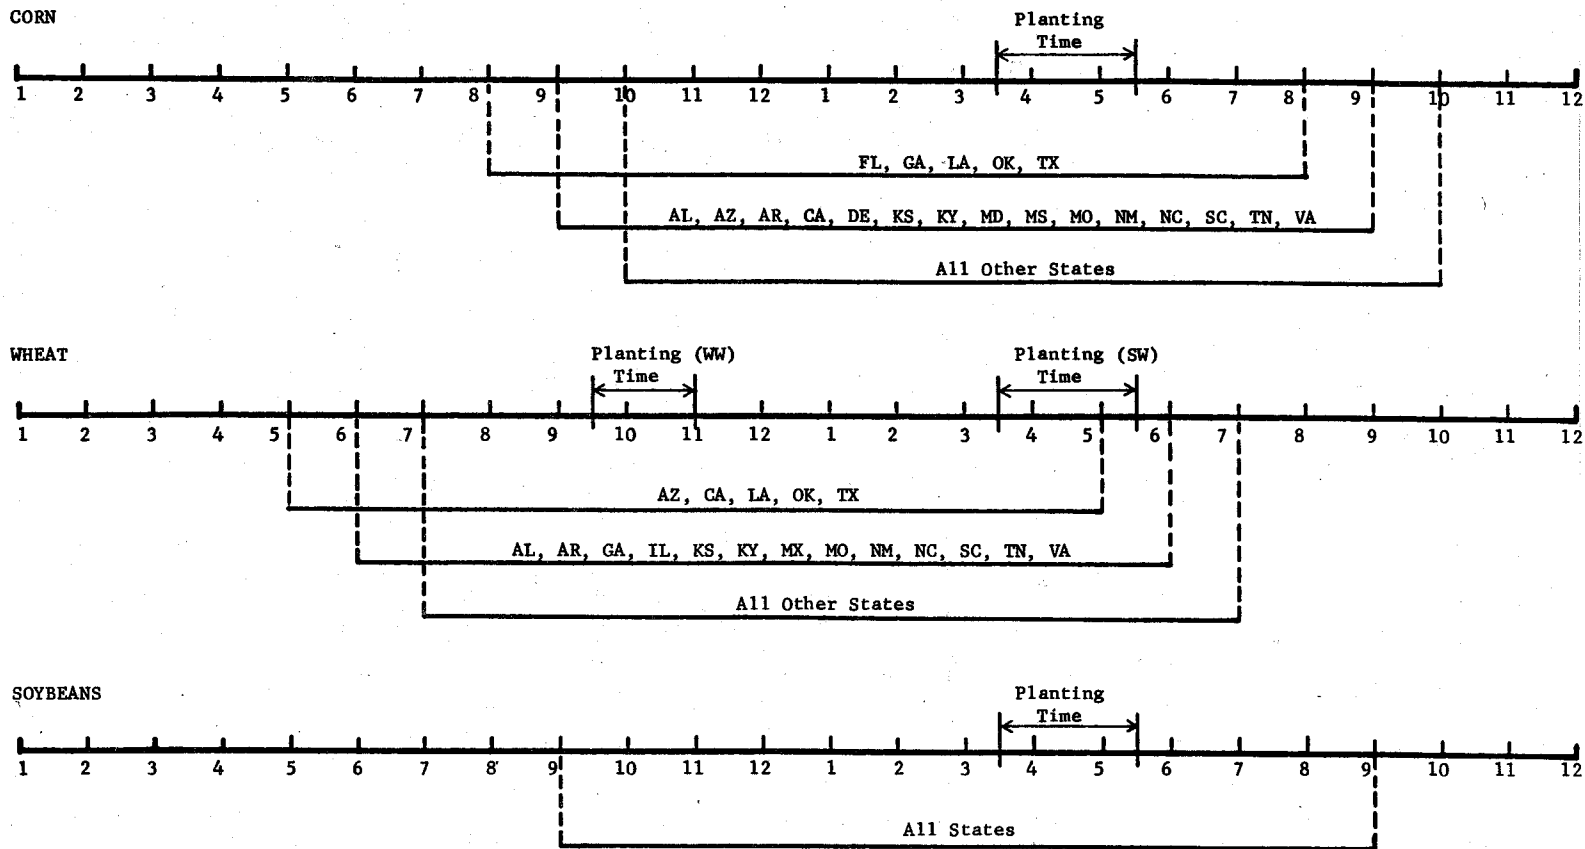 CORN
Planting
Time
1 2 3 4 5 6 7 8 9 10 11 12 1 2 3 4 5 6 7 8 9 10 11 12
FL, GA, LA, OK, TX
AL, AZ, AR, CA, DE, KS, KY, MD, MS, MO, NM, NC, SC, TN, VA
All Other States
WHEAT
Planting (WW) Planting (SW)
Time Time
1 2 3 4 5 6 7 8 9 10 11 12 1 2 3 4 5 6 7 8 9 10 11 12
AZ, CA, LA, OK, TX
AL, AR, GA, IL, KS, KY, MX, MO, NM, NC, SC, TN, VA
All Other States
SOYBEANS
Planting
Time
1 2 3 4 5 6 7 8 9 10 11 12 1 2 3 4 5 6 7 8 9 10 11 12
All States